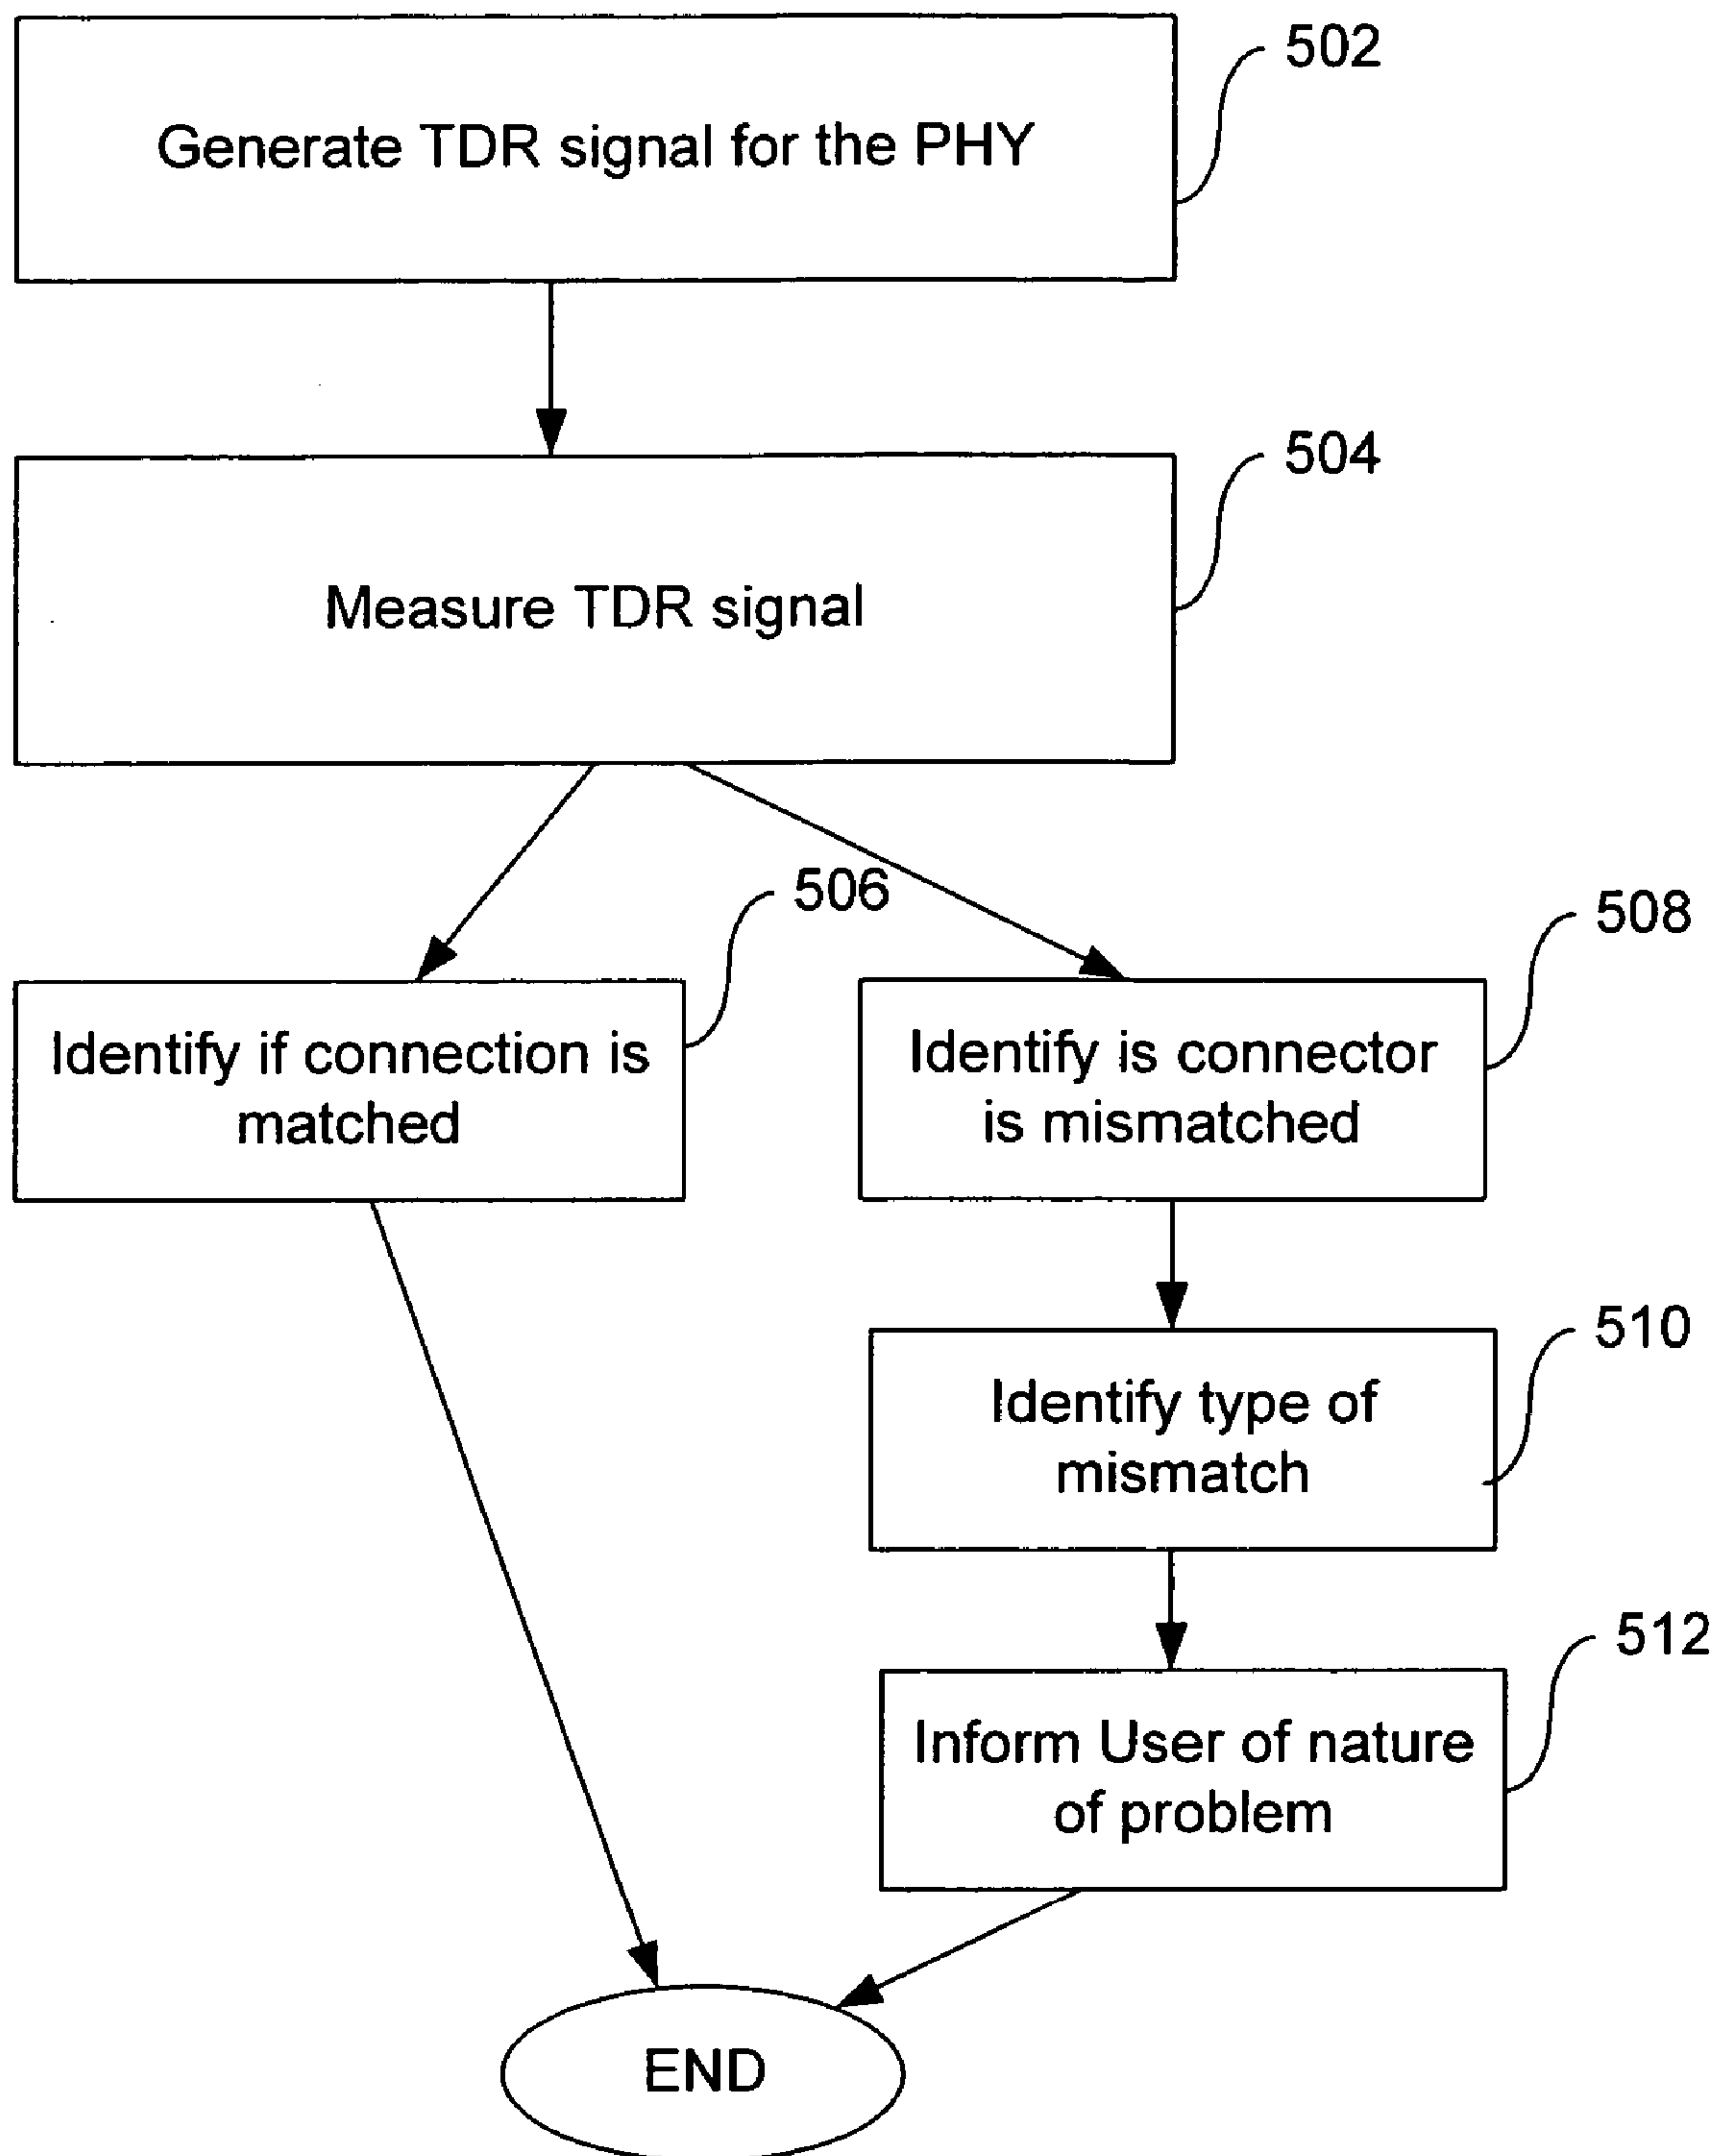 502
Generate TDR signal for the PHY
504
Measure TDR signal
506
508
Identify if connection is
matched
Identify is connector
is mismatched
510
Identify type of
mismatch
512
Inform User of nature
of problem
END